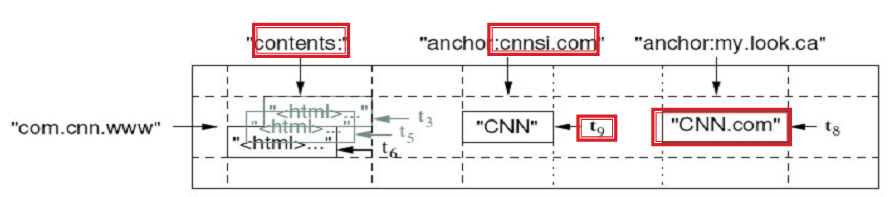 "contents:" "anchor:cnnsi.com" "anchor:my.look.ca"
"<html>..." t3
"<html>..." t5
"com.cnn.www" "<html>..." t6 "CNN" t9 "CNN.com" t8